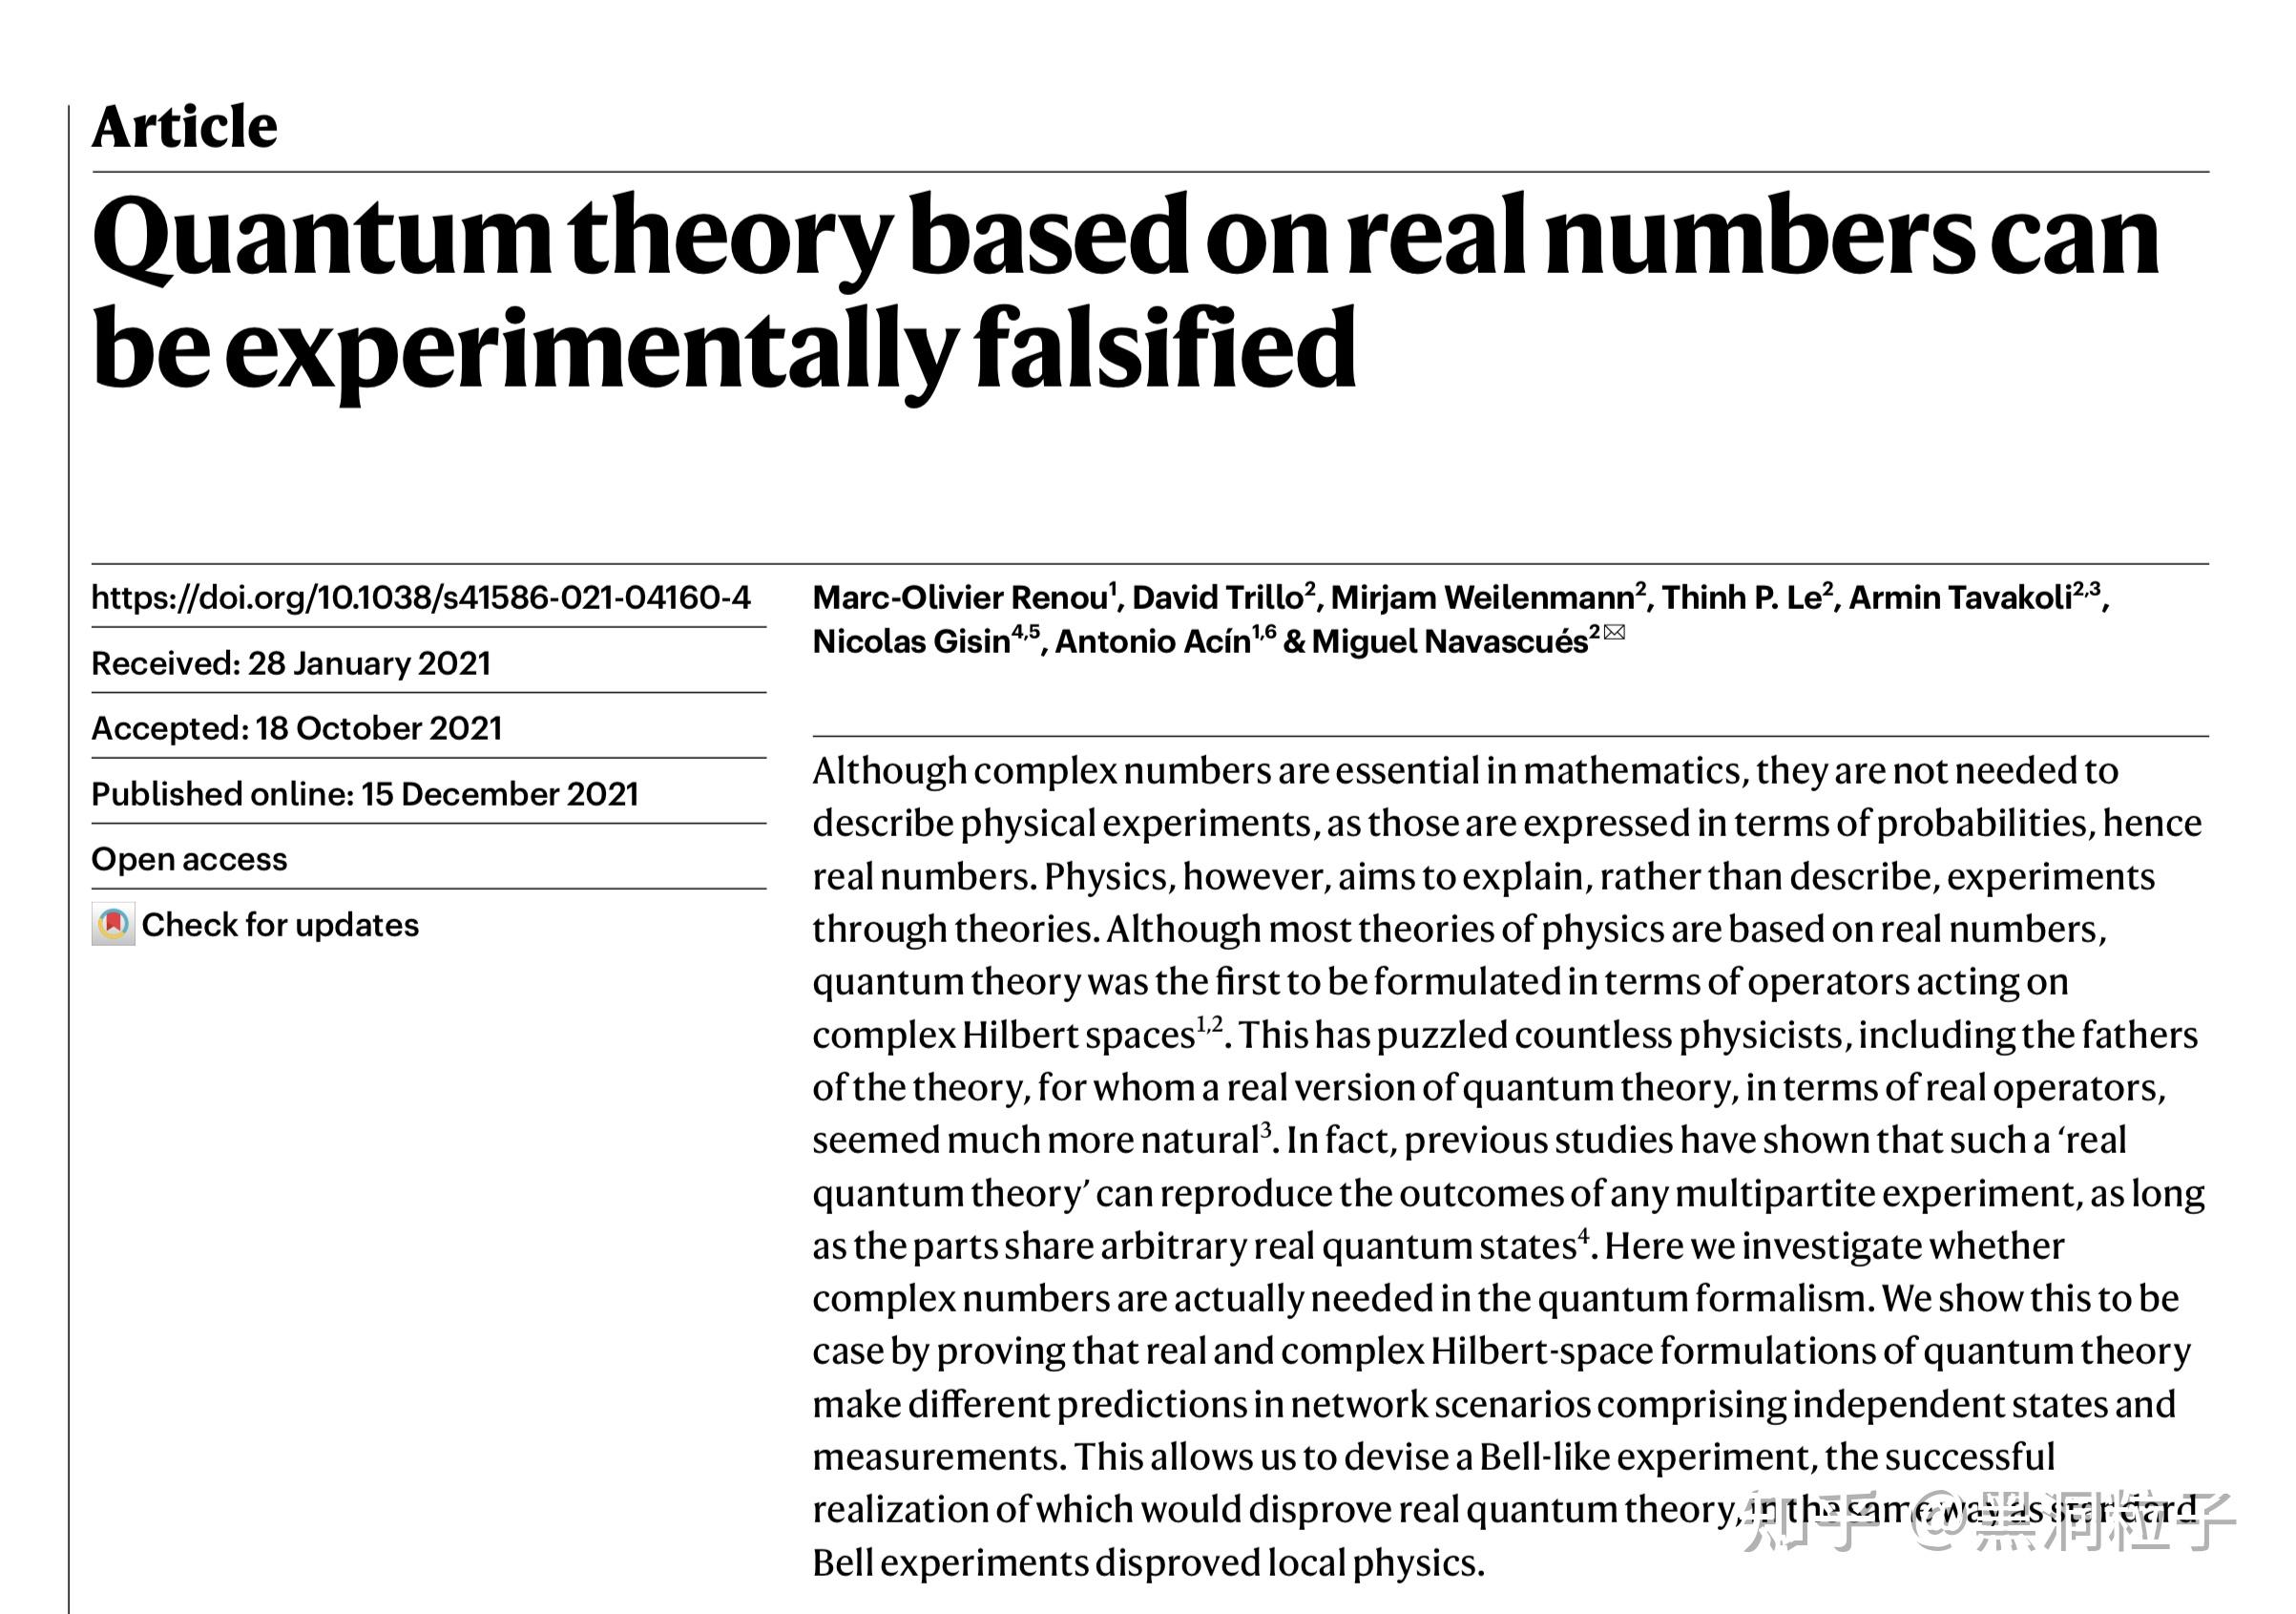 Article
Quantum theory based on real numbers can
be experimentally falsified
https://doi.org/10.1038/s41586-021-04160-4
Received: 28 January 2021
Accepted: 18 October 2021
Published online: 15 December 2021
Open access
Check for updates
Marc-Olivier Renou1, David Trillo2, Mirjam Weilenmann2, Thinh P. Le2, Armin Tavakoli2,3,
Nicolas Gisin4,5, Antonio Acín1,6 & Miguel Navascués2✉
Although complex numbers are essential in mathematics, they are not needed to
describe physical experiments, as those are expressed in terms of probabilities, hence
real numbers. Physics, however, aims to explain, rather than describe, experiments
through theories. Although most theories of physics are based on real numbers,
quantum theory was the first to be formulated in terms of operators acting on
complex Hilbert spaces1,2. This has puzzled countless physicists, including the fathers
of the theory, for whom a real version of quantum theory, in terms of real operators,
seemed much more natural3. In fact, previous studies have shown that such a ‘real
quantum theory’ can reproduce the outcomes of any multipartite experiment, as long
as the parts share arbitrary real quantum states4. Here we investigate whether
complex numbers are actually needed in the quantum formalism. We show this to be
case by proving that real and complex Hilbert-space formulations of quantum theory
make different predictions in network scenarios comprising independent states and
measurements. This allows us to devise a Bell-like experiment, the successful
realization of which would disprove real quantum theory, in the same way as standard
Bell experiments disproved local physics.
知乎 @黑洞粒子